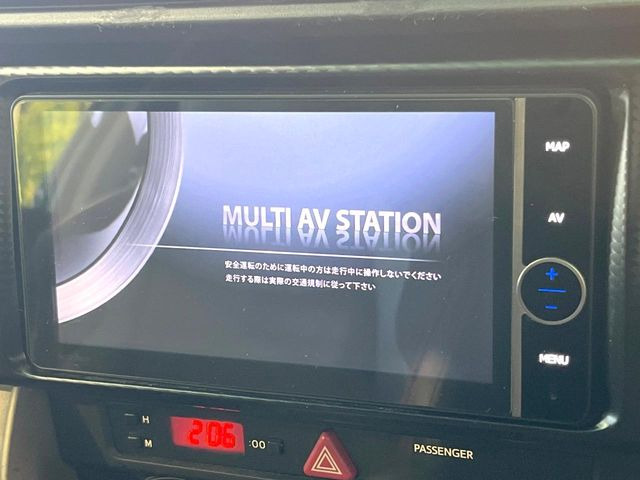 MULTI AV STATION
安全運転のために運転中の方は走行中に操作しないでください
走行する際は実際の交通規制に従って下さい
MAP
AV
+
−
MENU
H
M
2:06
:00
PASSENGER